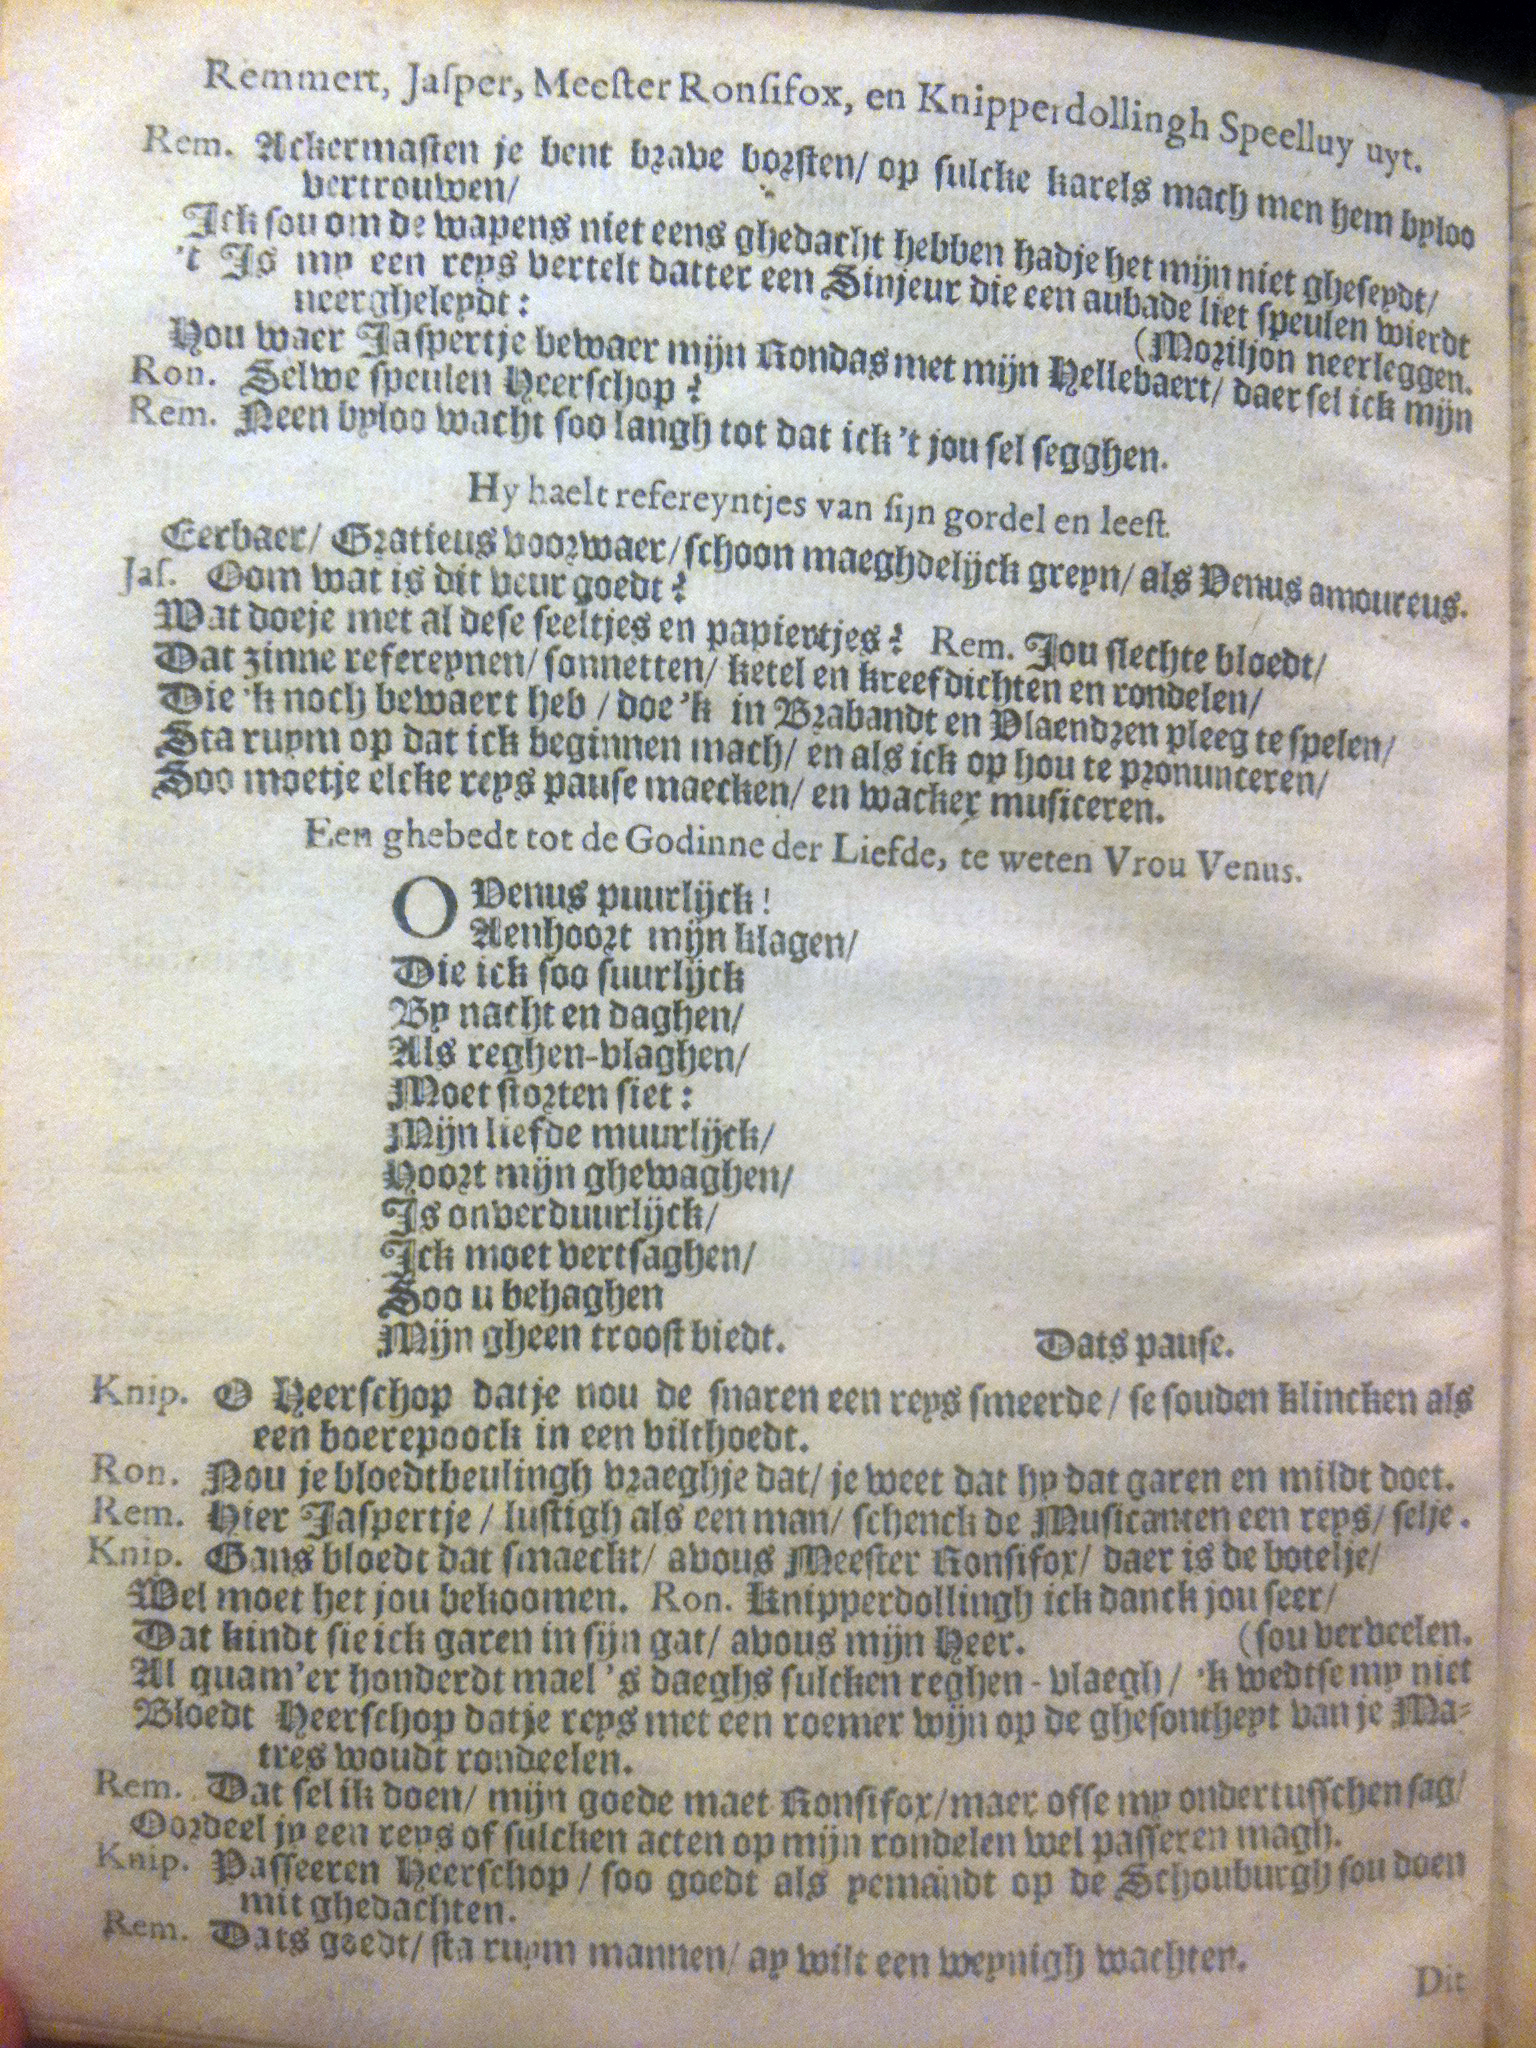 Remmert, Jaſper, Meeſter Ronſifox, en Knipperdollingh Speelluy uyt.
Rem. Ackermaſten je bent brave borſten/ op ſulcke karels mach men hem byloo
vertrouwen/
Ick ſou om de wapens niet eens ghedacht hebben hadje het mijn niet gheſeydt/
't Is my een reys vertelt datter een Sinjeur die een aubade liet ſpeulen wierdt
neergheleydt:
(Moriljon neerleggen.
Hou waer Jaſpertje bewaer mijn Rondas met mijn Hellebaert/ daer ſel ick mijn
Ron. Selwe ſpeulen Heerſchop?
Rem. Neen byloo wacht ſoo langh tot dat ick 't jou ſel ſegghen.
Hy haelt refereyntjes van ſijn gordel en leeſt.
Eerbaer/ Gratieus voorwaer/ ſchoon maeghdelijck greyn/ als Venus amoureus.
Jaſ. Oom wat is dit veur goedt?
Wat doeje met al deſe ſeeltjes en papiertjes? Rem. Jou ſlechte bloedt/
Dat zinne refereynen/ ſonnetten/ ketel en kreefdichten en rondelen/
Die 'k noch bewaert heb / doe 'k in Brabandt en Vlaendren pleeg te ſpelen/
Sta ruym op dat ick beginnen mach/ en als ick op hou te pronunceren/
Soo moetje elcke reys pauſe maecken/ en wacker muſiceren.
Een ghebedt tot de Godinne der Liefde, te weten Vrou Venus.
O Venus puurlijck!
Aenhoort mijn klagen/
Die ick ſoo ſuurlijck
By nacht en daghen/
Als reghen-vlaghen/
Moet ſtorten ſiet:
Mijn liefde muurlijck/
Hoort mijn ghewaghen/
Is onverduurlijck/
Ick moet vertſaghen/
Soo u behaghen
Mijn gheen trooſt biedt. Dats pauſe.
Knip. O Heerſchop datje nou de ſnaren een reys ſmeerde/ ſe ſouden klincken als
een boerepoock in een vilthoedt.
Ron. Nou je bloedtbeulingh vraeghje dat/ je weet dat hy dat garen en mildt doet.
Rem. Hier Jaſpertje / luſtigh als een man/ ſchenck de Muſicanten een reys/ ſelje.
Knip. Gans bloedt dat ſmaeckt/ avous Meeſter Ronſifox/ daer is de botelje/
Wel moet het jou bekoomen. Ron. Knipperdollingh ick danck jou ſeer/
Dat kindt ſie ick garen in ſijn gat/ avous mijn Heer. (ſou verveelen.
Al quam'er honderdt mael 's daeghs ſulcken reghen-vlaegh/ 'k wedtſe my niet
Bloedt Heerſchop datje reys met een roemer wijn op de gheſontheyt van je Ma-
tres woudt rondeelen.
Rem. Dat ſel ik doen/ mijn goede maet Ronſifox/ maer ofſe my ondertuſſchen ſag/
Oordeel jy een reys of ſulcken acten op mijn rondelen wel paſſeren magh.
Knip. Paſſeeren Heerſchop / ſoo goedt als yemandt op de Schouburgh ſou doen
mit ghedachten.
Rem. Dats goedt/ ſta ruym mannen/ ay wilt een weynigh wachten.
Dit